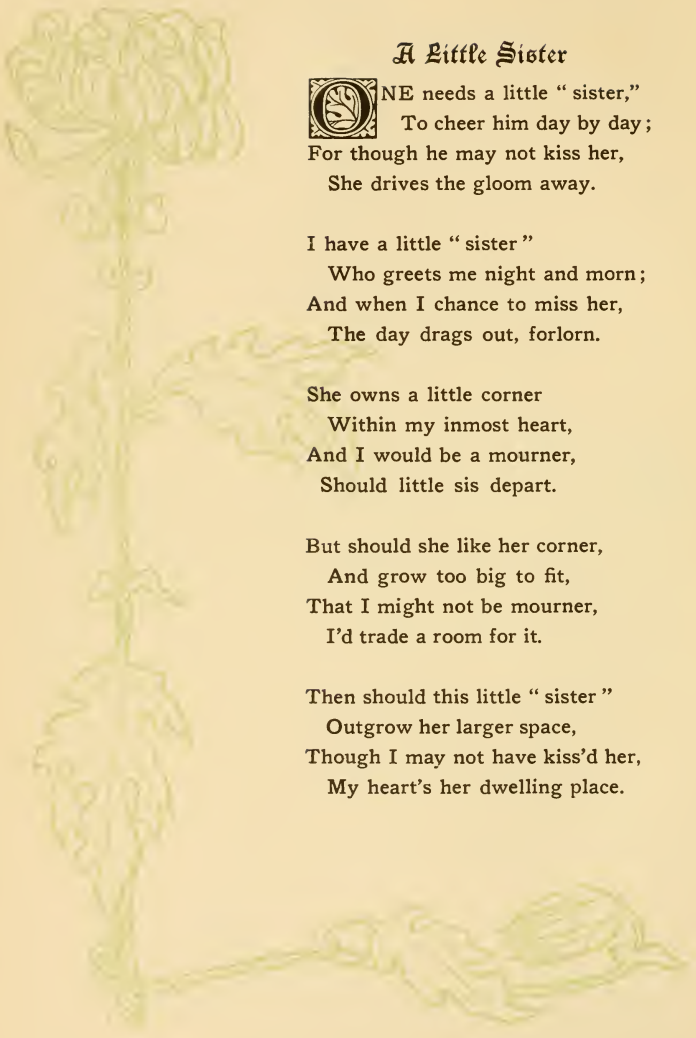 A Little Sister
ONE needs a little “ sister,”
To cheer him day by day ;
For though he may not kiss her,
She drives the gloom away.

I have a little “ sister ”
Who greets me night and morn ;
And when I chance to miss her,
The day drags out, forlorn.

She owns a little corner
Within my inmost heart,
And I would be a mourner,
Should little sis depart.

But should she like her corner,
And grow too big to fit,
That I might not be mourner,
I’d trade a room for it.

Then should this little “ sister ”
Outgrow her larger space,
Though I may not have kiss’d her,
My heart’s her dwelling place.